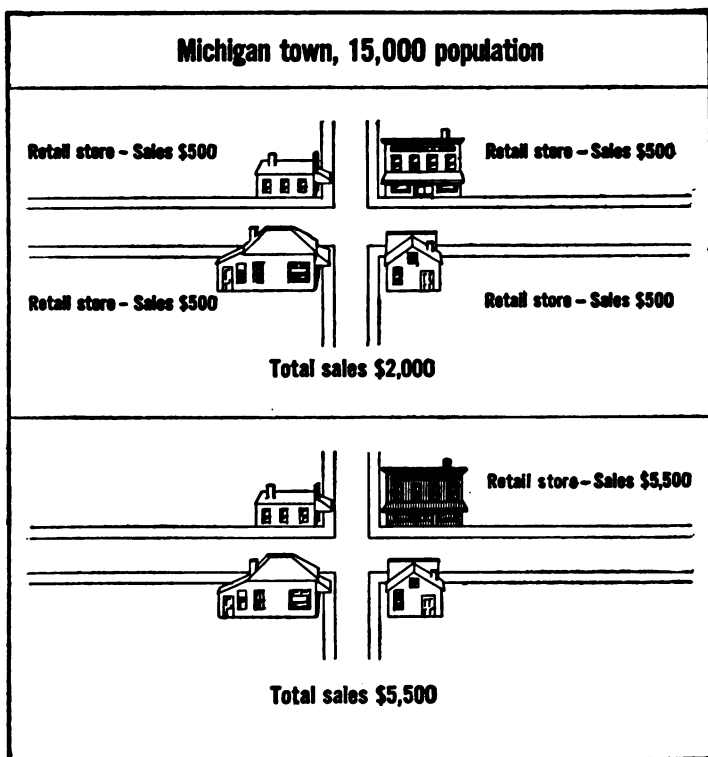 Michigan town, 15,000 population
Retail store - Sales $500
Retail store - Sales $500
Retail store - Sales $500
Retail store - Sales $500
Total sales $2,000
Retail store - Sales $5,500
Total sales $5,500